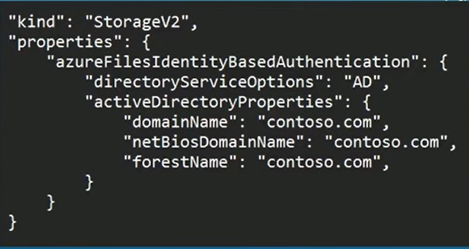 "kind": "StorageV2",
"properties": {
"azureFilesIdentityBasedAuthentication": {
"directoryServiceOptions": "AD",
"activeDirectoryProperties": {
"domainName": "contoso.com",
"netBiosDomainName": "contoso.com",
"forestName": "contoso.com",
}
}
}